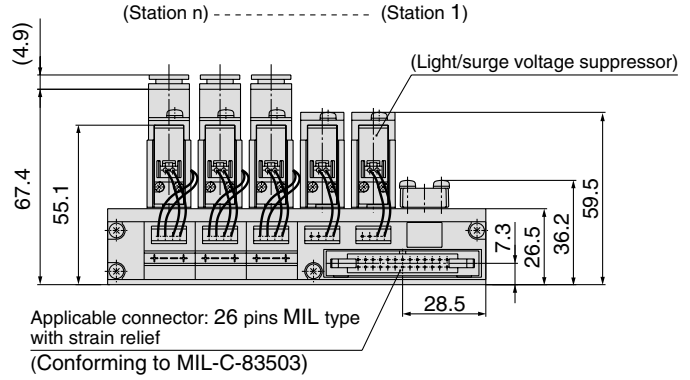 (Station n) ---------------- (Station 1)
(4.9)
(Light/surge voltage suppressor)
67.4
55.1
7.3
26.5
36.2
59.5
28.5
Applicable connector: 26 pins MIL type
with strain relief
(Conforming to MIL-C-83503)